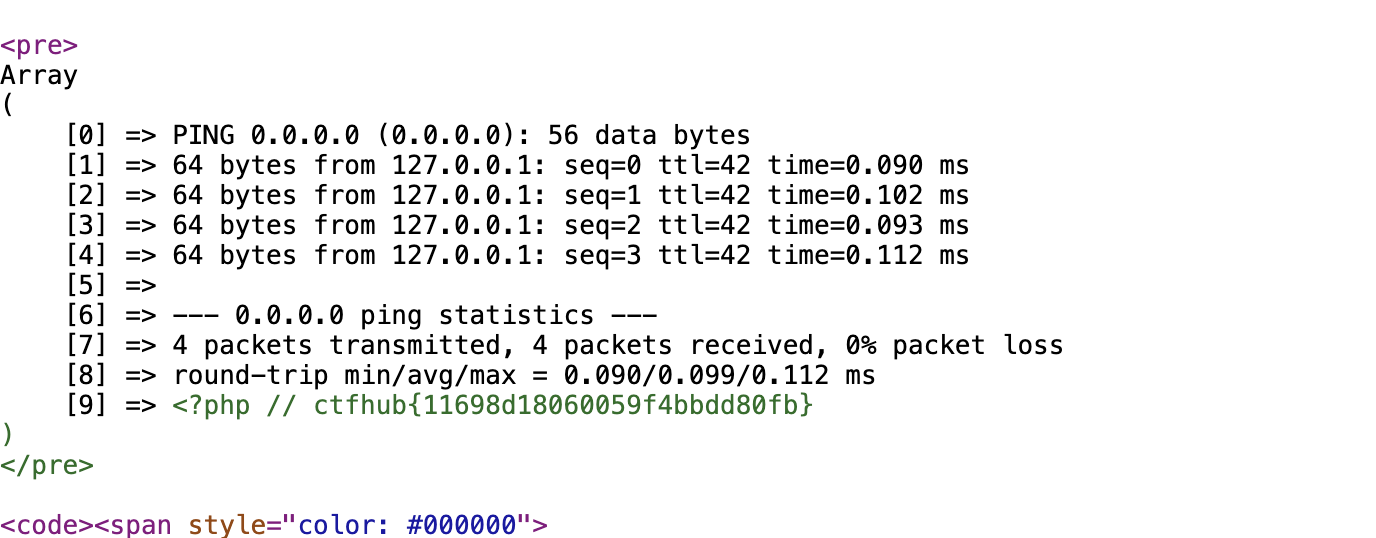 <pre>
Array
(
    [0] => PING 0.0.0.0 (0.0.0.0): 56 data bytes
    [1] => 64 bytes from 127.0.0.1: seq=0 ttl=42 time=0.090 ms
    [2] => 64 bytes from 127.0.0.1: seq=1 ttl=42 time=0.102 ms
    [3] => 64 bytes from 127.0.0.1: seq=2 ttl=42 time=0.093 ms
    [4] => 64 bytes from 127.0.0.1: seq=3 ttl=42 time=0.112 ms
    [5] =>
    [6] => --- 0.0.0.0 ping statistics ---
    [7] => 4 packets transmitted, 4 packets received, 0% packet loss
    [8] => round-trip min/avg/max = 0.090/0.099/0.112 ms
    [9] => <?php // ctfhub{11698d18060059f4bbdd80fb}
)
</pre>
<code><span style="color: #000000">